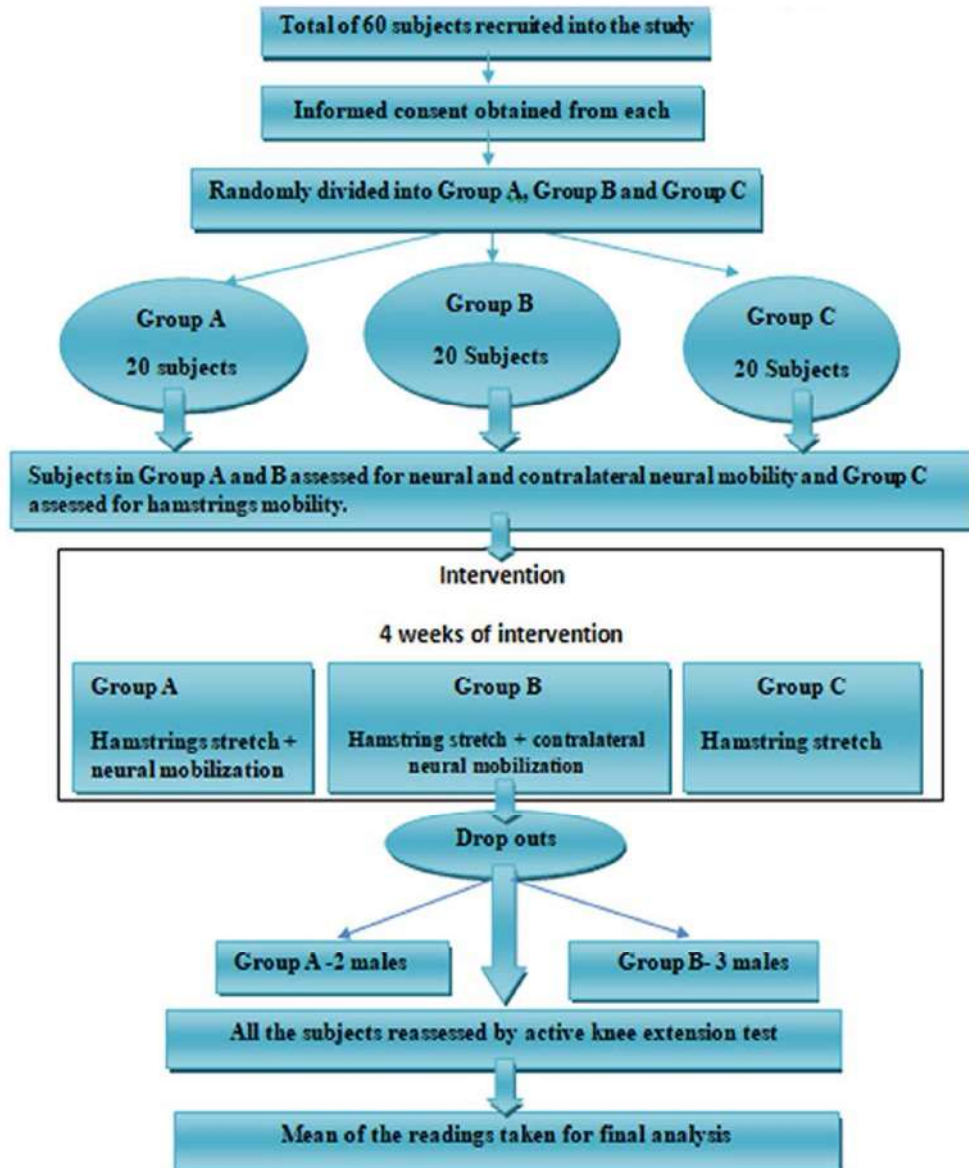 Total of 60 subjects recruited into the study
Informed consent obtained from each
Randomly divided into Group A, Group B and Group C
Group A
20 subjects
Group B
20 Subjects
Group C
20 Subjects
Subjects in Group A and B assessed for neural and contralateral neural mobility and Group C
assessed for hamstrings mobility.
Intervention
4 weeks of intervention
Group A
Hamstrings stretch +
neural mobilization
Group B
Hamstring stretch + contralateral
neural mobilization
Group C
Hamstring stretch
Drop outs
Group A -2 males
Group B- 3 males
All the subjects reassessed by active knee extension test
Mean of the readings taken for final analysis